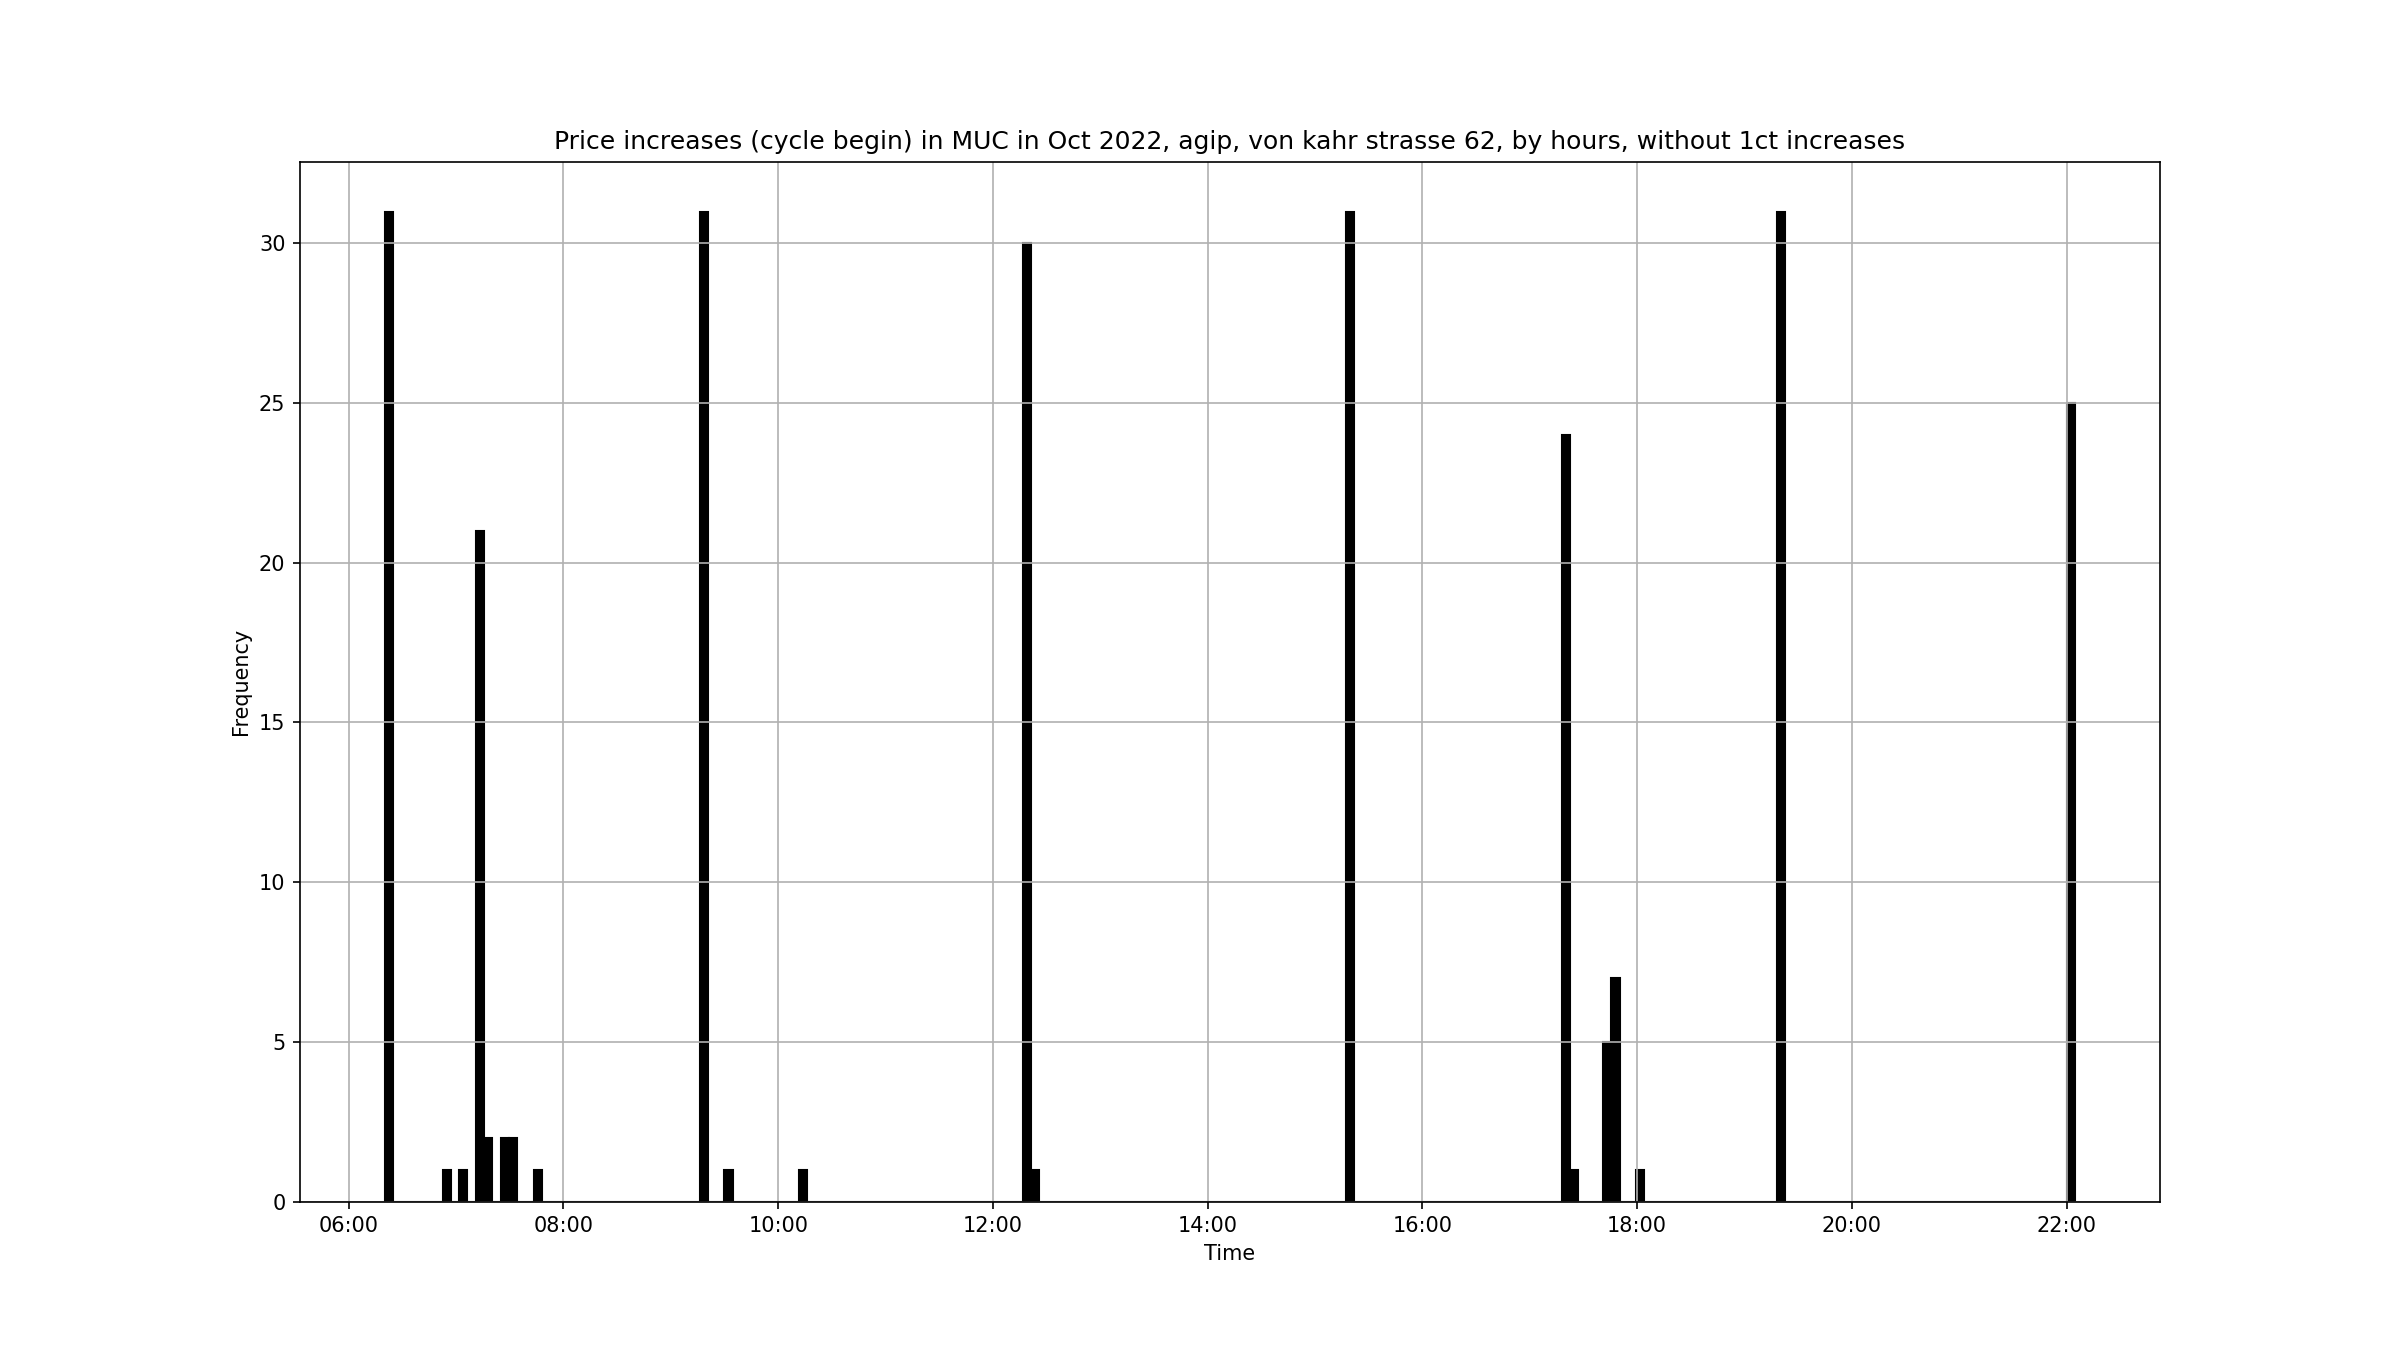 Price increases (cycle begin) in MUC in Oct 2022, agip, von kahr strasse 62, by hours, without 1ct increases
30
25
20
15
10
5
0
Frequency
06:00 08:00 10:00 12:00 14:00 16:00 18:00 20:00 22:00
Time